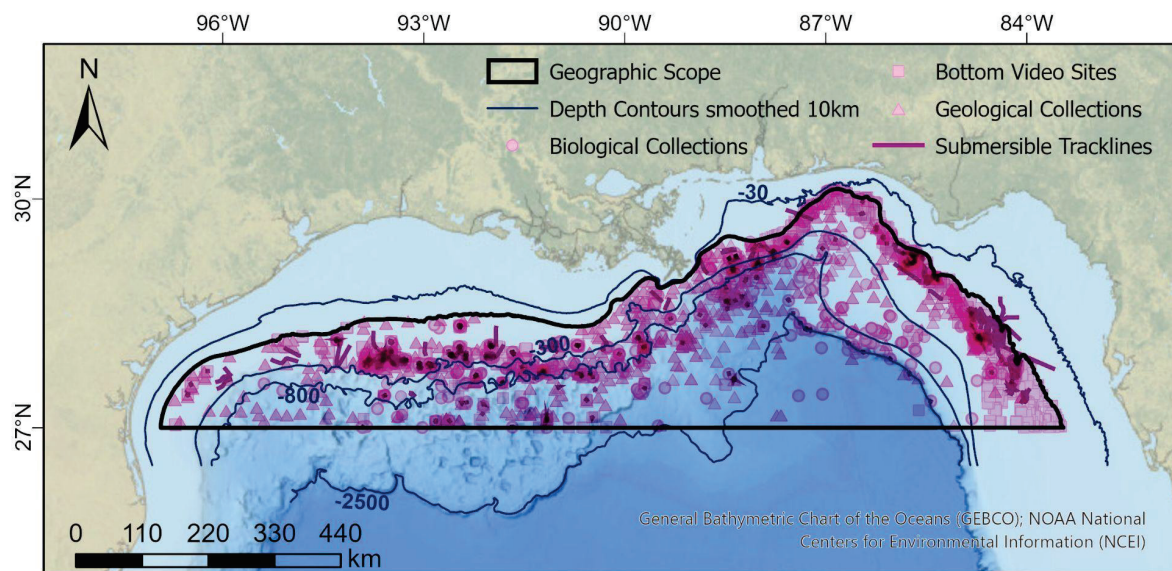 96°W 93°W 90°W 87°W 84°W
N
Geographic Scope
Depth Contours smoothed 10km
Biological Collections
Bottom Video Sites
Geological Collections
Submersible Tracklines
30°N
-30
-300
-800
27°N
-2500
0 110 220 330 440
km
General Bathymetric Chart of the Oceans (GEBCO); NOAA National
Centers for Environmental Information (NCEI)